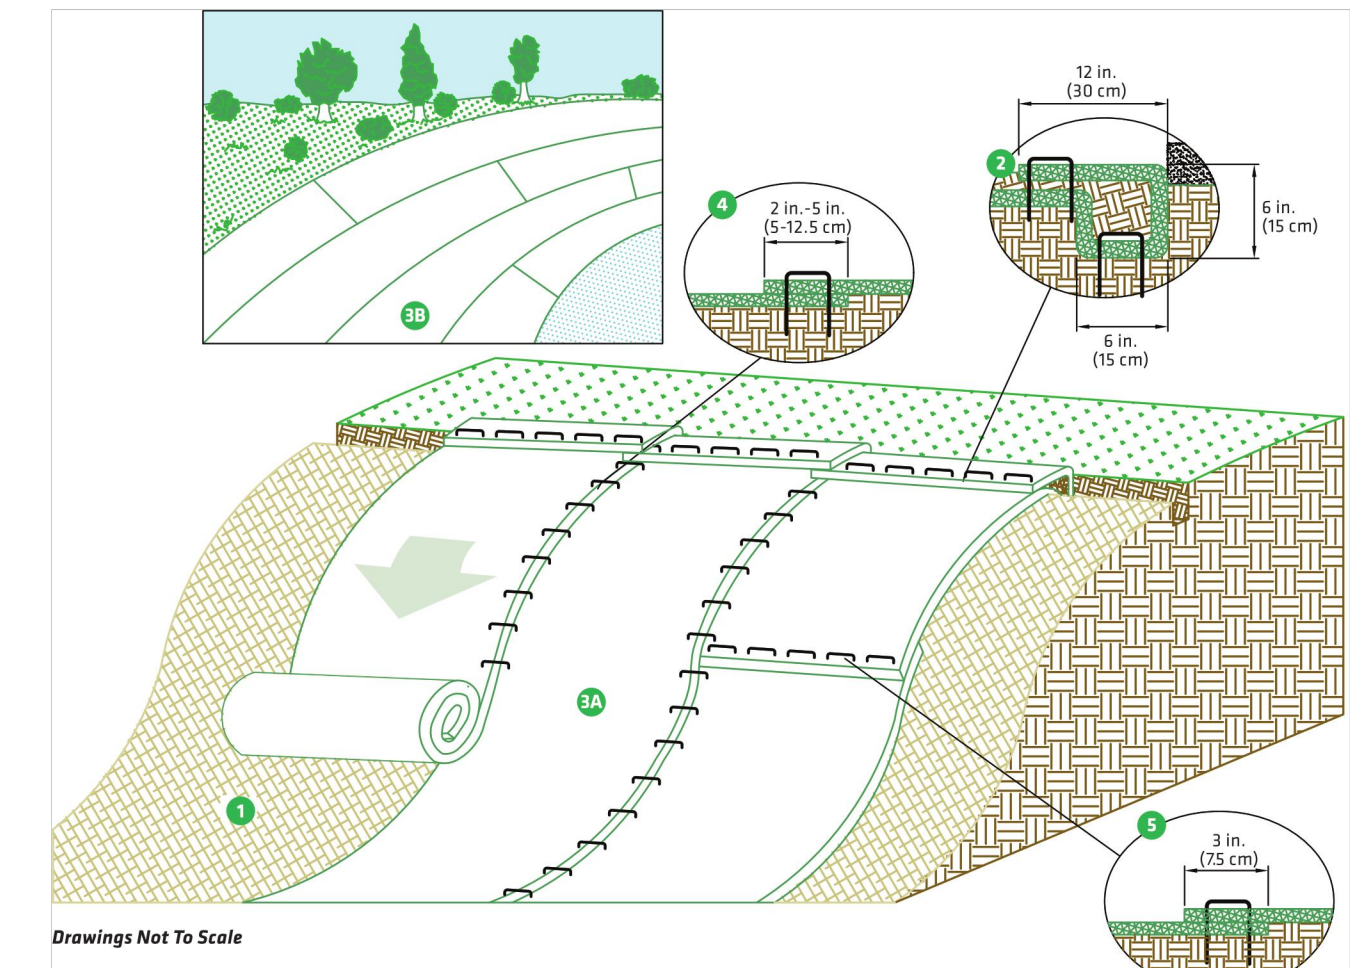 12 in.
(30 cm)
2
6 in.
(15 cm)
6 in.
(15 cm)
4
2 in.-5 in.
(5-12.5 cm)
3B
3A
1
5
3 in.
(7.5 cm)
Drawings Not To Scale